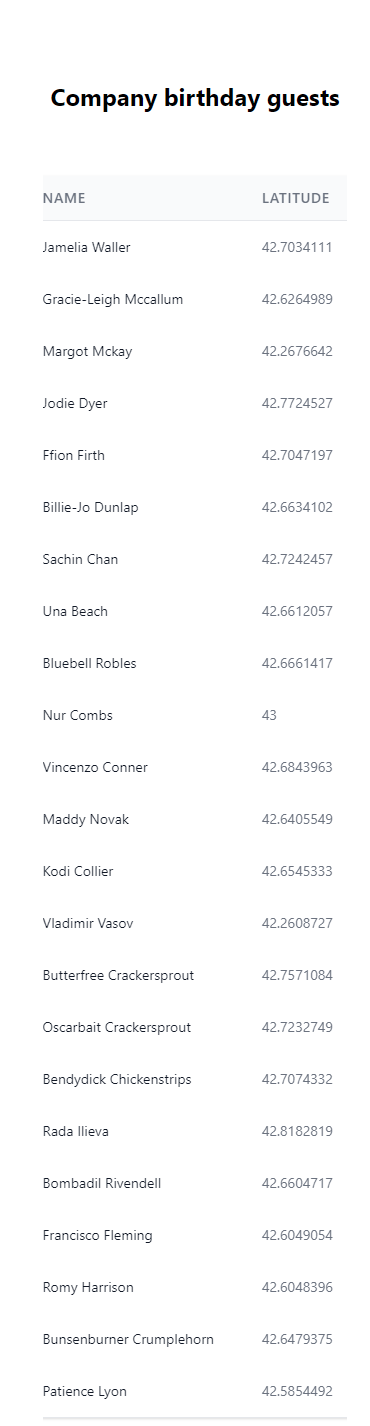 Company birthday guests
NAME LATITUDE
Jamelia Waller 42.7034111
Gracie-Leigh Mccallum 42.6264989
Margot Mckay 42.2676642
Jodie Dyer 42.7724527
Ffion Firth 42.7047197
Billie-Jo Dunlap 42.6634102
Sachin Chan 42.7242457
Una Beach 42.6612057
Bluebell Robles 42.6661417
Nur Combs 43
Vincenzo Conner 42.6843963
Maddy Novak 42.6405549
Kodi Collier 42.6545333
Vladimir Vasov 42.2608727
Butterfree Crackersprout 42.7571084
Oscarbait Crackersprout 42.7232749
Bendydick Chickenstrips 42.7074332
Rada Ilieva 42.8182819
Bombadil Rivendell 42.6604717
Francisco Fleming 42.6049054
Romy Harrison 42.6048396
Bunsenburner Crumplehorn 42.6479375
Patience Lyon 42.5854492